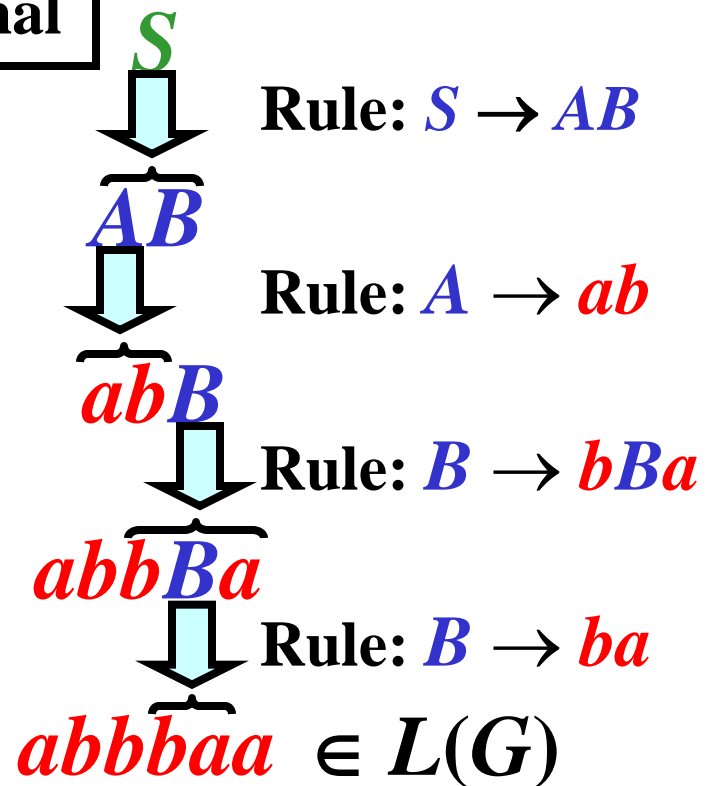 nal
S
Rule: S → AB
AB
Rule: A → ab
abB
Rule: B → bBa
abbBa
Rule: B → ba
abbbaa ∈ L(G)